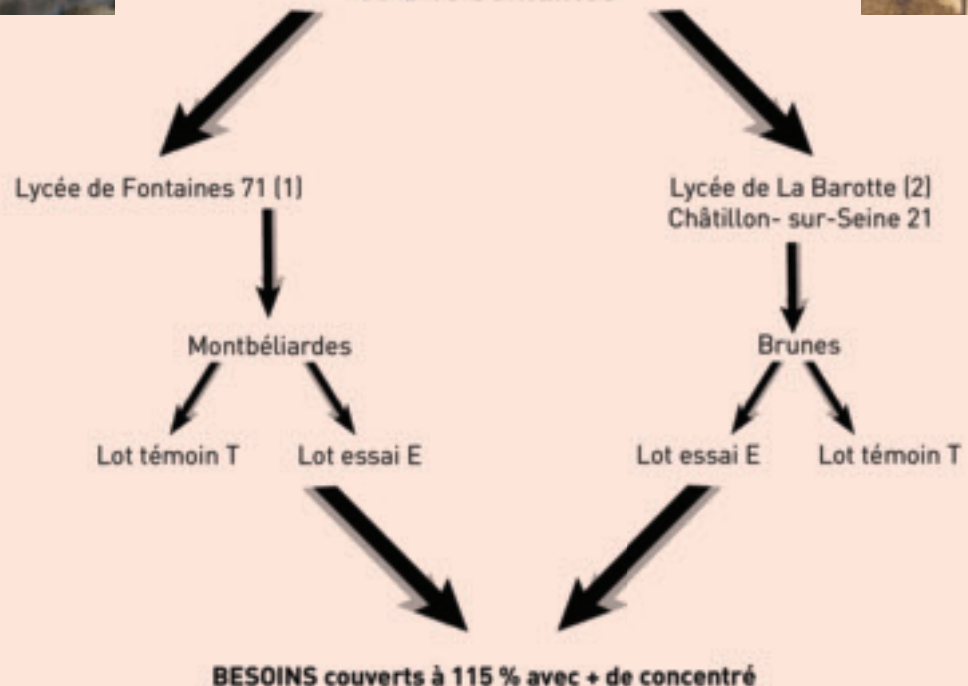 Lycée de Fontaines 71 (1)
Lycée de La Barotte (2)
Châtillon- sur-Seine 21
Montbéliardes
Brunes
Lot témoin T
Lot essai E
Lot essai E
Lot témoin T
BESOINS couverts à 115 % avec + de concentré